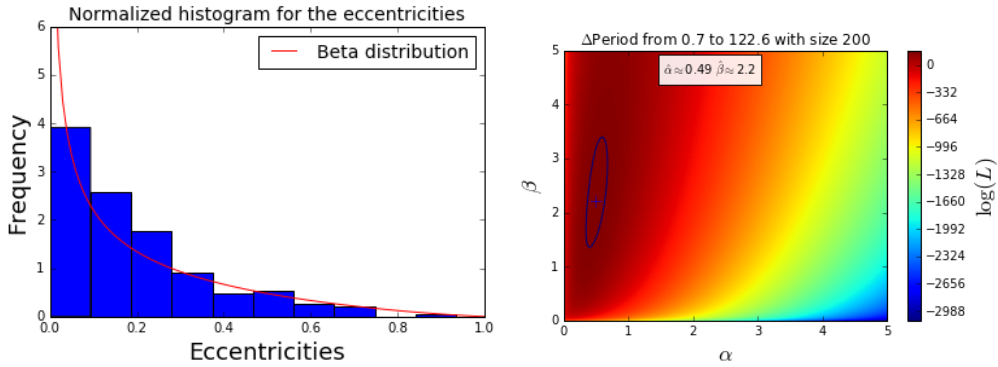 Normalized histogram for the eccentricities
6
5
4
3
2
1
0
Frequency
Beta distribution
0.0 0.2 0.4 0.6 0.8 1.0
Eccentricities
ΔPeriod from 0.7 to 122.6 with size 200
α̂≈0.49 β̂≈2.2
5
4
3
2
1
0
β
0 1 2 3 4 5
α
0
−332
−664
−996
−1328
−1660
−1992
−2324
−2656
−2988
log(L)